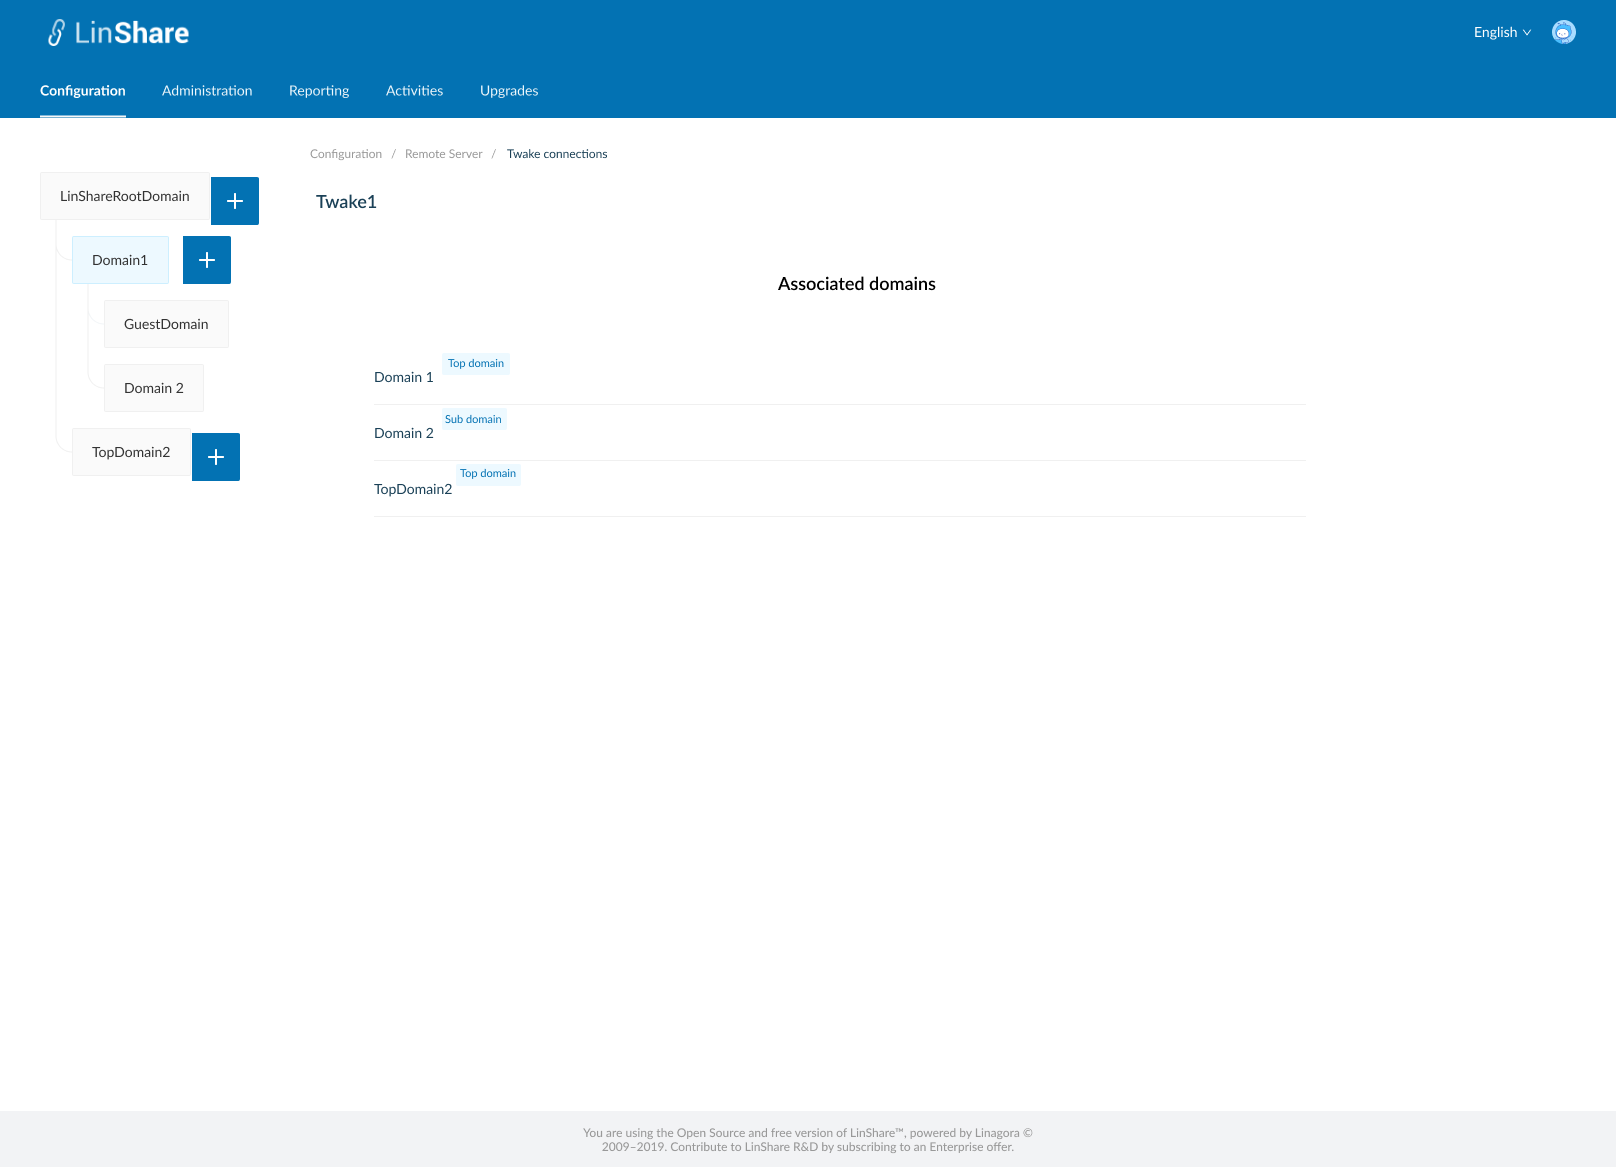 LinShare
English
Configuration Administration Reporting Activities Upgrades
Configuration / Remote Server / Twake connections
LinShareRootDomain
Domain1
GuestDomain
Domain 2
TopDomain2
Twake1
Associated domains
Domain 1 Top domain
Domain 2 Sub domain
TopDomain2 Top domain
You are using the Open Source and free version of LinShare™, powered by Linagora ©
2009–2019. Contribute to LinShare R&D by subscribing to an Enterprise offer.